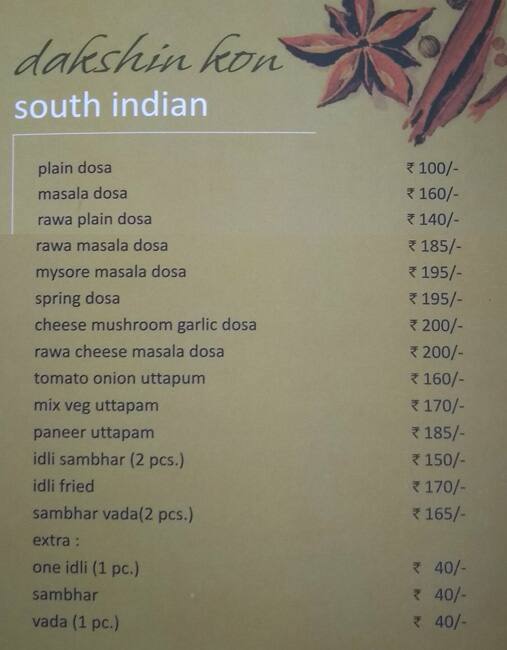 dakshin kon
south indian
plain dosa ₹ 100/-
masala dosa ₹ 160/-
rawa plain dosa ₹ 140/-
rawa masala dosa ₹ 185/-
mysore masala dosa ₹ 195/-
spring dosa ₹ 195/-
cheese mushroom garlic dosa ₹ 200/-
rawa cheese masala dosa ₹ 200/-
tomato onion uttapum ₹ 160/-
mix veg uttapam ₹ 170/-
paneer uttapam ₹ 185/-
idli sambhar (2 pcs.) ₹ 150/-
idli fried ₹ 170/-
sambhar vada(2 pcs.) ₹ 165/-
extra :
one idli (1 pc.) ₹ 40/-
sambhar ₹ 40/-
vada (1 pc.) ₹ 40/-